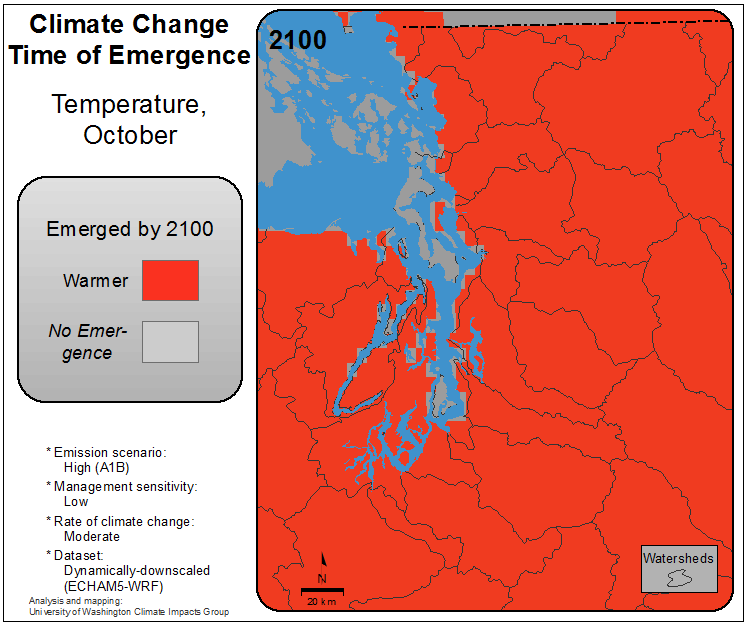 Climate Change
Time of Emergence
Temperature,
October
Emerged by 2100
Warmer
No Emer-
gence
* Emission scenario:
High (A1B)
* Management sensitivity:
Low
* Rate of climate change:
Moderate
* Dataset:
Dynamically-downscaled
(ECHAM5-WRF)
Analysis and mapping:
University of Washington Climate Impacts Group
2100
N
20 km
Watersheds